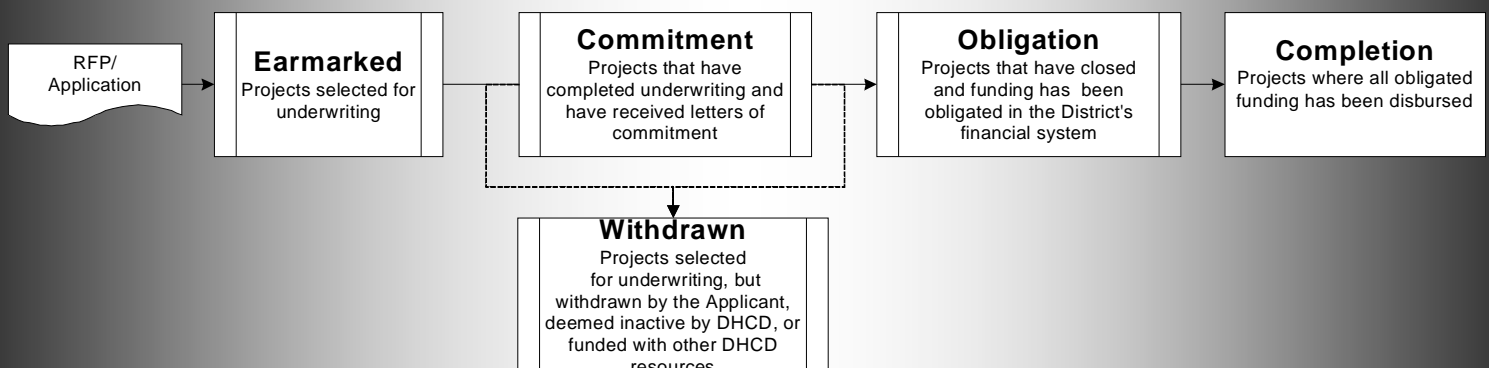 RFP/
Application
Earmarked
Projects selected for
underwriting
Commitment
Projects that have
completed underwriting and
have received letters of
commitment
Obligation
Projects that have closed
and funding has been
obligated in the District's
financial system
Completion
Projects where all obligated
funding has been disbursed
Withdrawn
Projects selected
for underwriting, but
withdrawn by the Applicant,
deemed inactive by DHCD, or
funded with other DHCD
resources